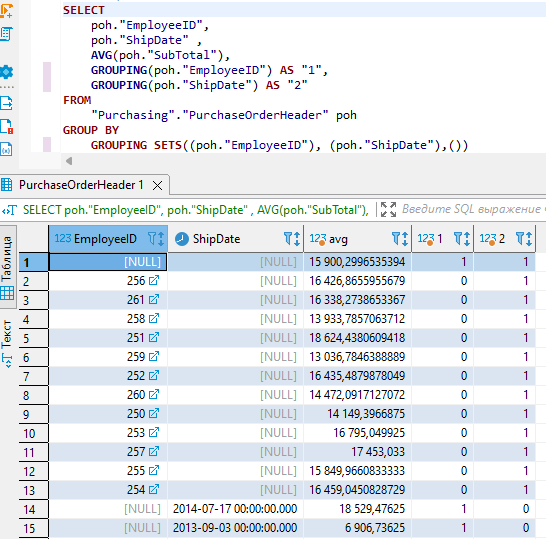 SELECT
poh."EmployeeID",
poh."ShipDate" ,
AVG(poh."SubTotal"),
GROUPING(poh."EmployeeID") AS "1",
GROUPING(poh."ShipDate") AS "2"
FROM
"Purchasing"."PurchaseOrderHeader" poh
GROUP BY
GROUPING SETS((poh."EmployeeID"), (poh."ShipDate"),())
PurchaseOrderHeader 1
SELECT poh."EmployeeID", poh."ShipDate" , AVG(poh."SubTotal"), Введите SQL выражение
Таблица
Текст
123 EmployeeID ShipDate 123 avg 123 1 123 2
1 [NULL] [NULL] 15 900,2996535394 1 1
2 256 [NULL] 16 426,8655955679 0 1
3 261 [NULL] 16 338,2738653367 0 1
4 258 [NULL] 13 933,7857063712 0 1
5 251 [NULL] 18 624,4380609418 0 1
6 259 [NULL] 13 036,7846388889 0 1
7 252 [NULL] 16 435,4879878049 0 1
8 260 [NULL] 14 472,0917127072 0 1
9 250 [NULL] 14 149,3966875 0 1
10 253 [NULL] 16 795,049925 0 1
11 257 [NULL] 17 453,033 0 1
12 255 [NULL] 15 849,9660833333 0 1
13 254 [NULL] 16 459,0450828729 0 1
14 [NULL] 2014-07-17 00:00:00.000 18 529,47625 1 0
15 [NULL] 2013-09-03 00:00:00.000 6 906,73625 1 0